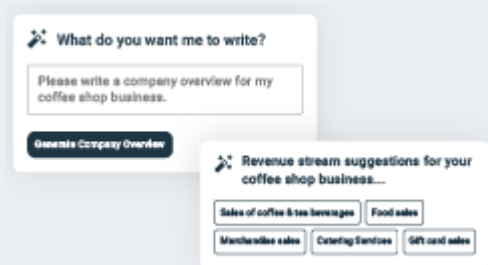 What do you want me to write?
Please write a company overview for my
coffee shop business.
Generate Company Overview
Revenue stream suggestions for your
coffee shop business...
Sales of coffee & tea beverages
Food sales
Merchandise sales
Catering Services
Gift card sales